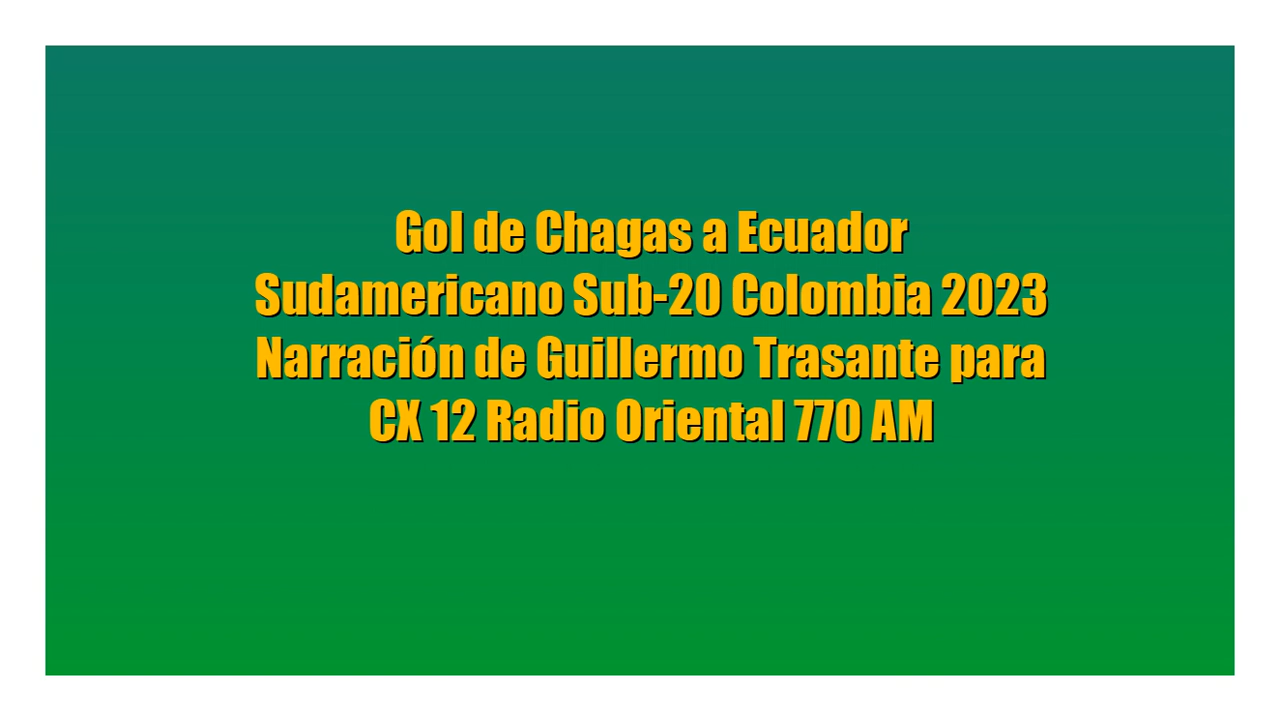 Gol de Chagas a Ecuador
Sudamericano Sub-20 Colombia 2023
Narración de Guillermo Trasante para
CX 12 Radio Oriental 770 AM